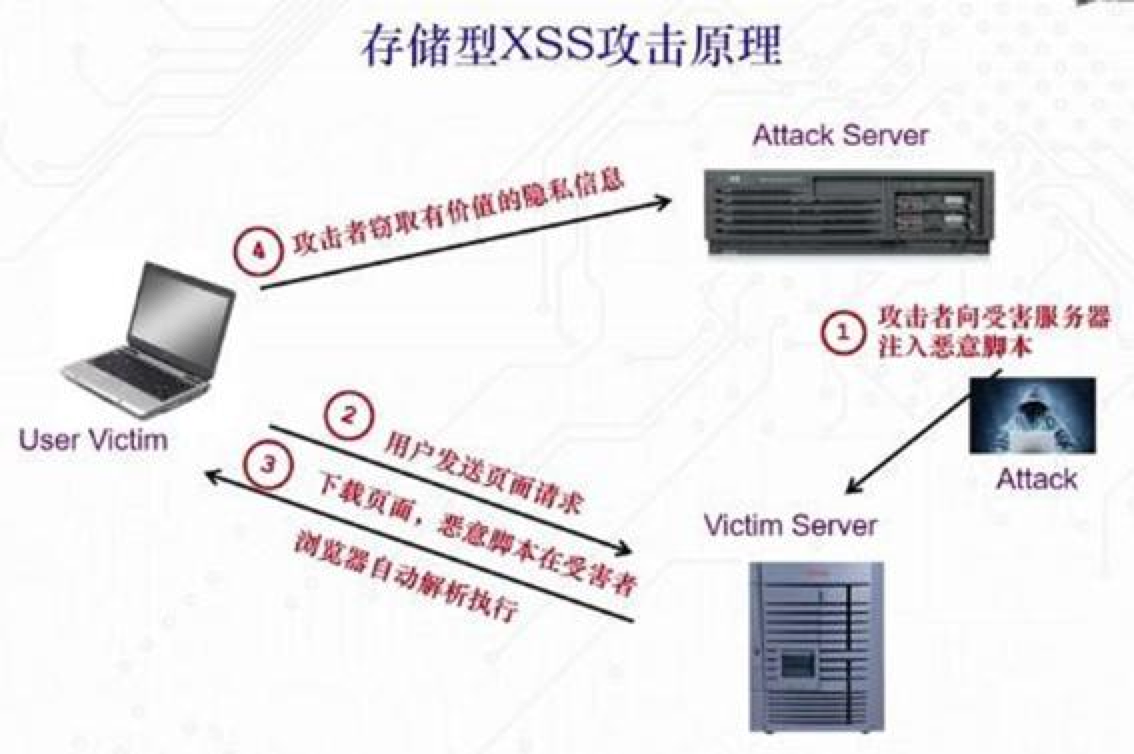 存储型XSS攻击原理
Attack Server
④ 攻击者窃取有价值的隐私信息
① 攻击者向受害服务器
注入恶意脚本
User Victim
② 用户发送页面请求
③ 下载页面，恶意脚本在受害者
浏览器自动解析执行
Attack
Victim Server